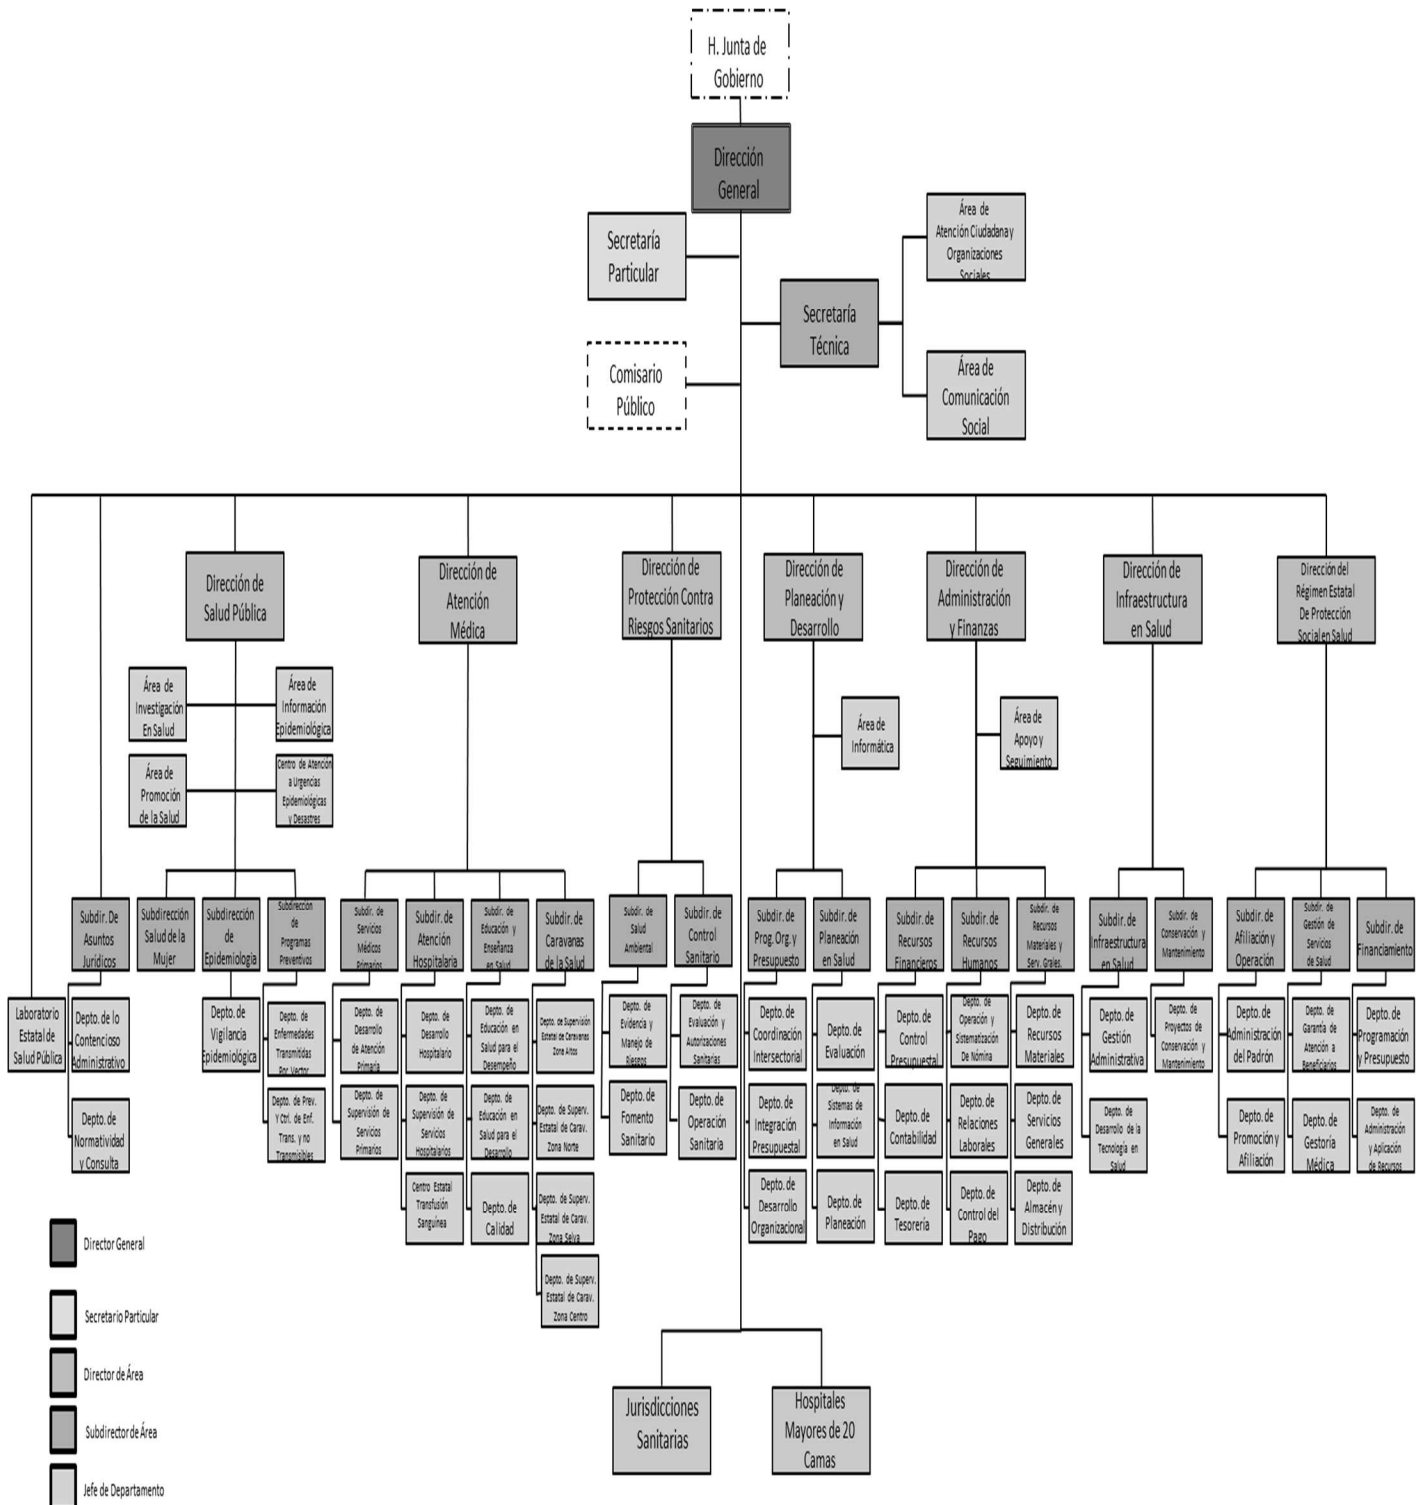 H. Junta de
Gobierno
Dirección
General
Secretaría
Particular
Área de
Atención Ciudadana y
Organizaciones
Sociales
Secretaría
Técnica
Comisario
Público
Área de
Comunicación
Social
Dirección de
Salud Pública
Dirección de
Atención
Médica
Dirección de
Protección Contra
Riesgos Sanitarios
Dirección de
Planeación y
Desarrollo
Dirección de
Administración
y Finanzas
Dirección de
Infraestructura
en Salud
Dirección del
Régimen Estatal
De Protección
Social en Salud
Área de
Investigación
En Salud
Área de
Información
Epidemiológica
Área de
Promoción
de la Salud
Centro de Atención
a Urgencias
Epidemiológicas
y Desastres
Área de
Informática
Área de
Apoyo y
Seguimiento
Subdir. De
Asuntos
Jurídicos
Subdirección
Salud de la
Mujer
Subdirección
de
Epidemiologia
Subdirección
de
Programas
Preventivos
Subdir. de
Servicios
Médicos
Primarios
Subdir. de
Atención
Hospitalaria
Subdir. de
Educación y
Enseñanza
en Salud
Subdir. de
Caravanas
de la Salud
Subdir. de
Salud
Ambiental
Subdir. de
Control
Sanitario
Subdir. de
Prog. Org. y
Presupuesto
Subdir. de
Planeación
en Salud
Subdir. de
Recursos
Financieros
Subdir. de
Recursos
Humanos
Subdir. de
Recursos
Materiales y
Serv. Grales.
Subdir. de
Infraestructura
en Salud
Subdir. de
Conservación y
Mantenimiento
Subdir. de
Afiliación y
Operación
Subdir. de
Gestión de
Servicios
de Salud
Subdir. de
Financiamiento
Laboratorio
Estatal de
Salud Pública
Depto. de lo
Contencioso
Administrativo
Depto. de
Vigilancia
Epidemiológica
Depto. de
Enfermedades
Transmitidas
Por Vector
Depto. de
Desarrollo
de Atención
Primaria
Depto. de
Desarrollo
Hospitalario
Depto. de
Educación en
Salud para el
Desempeño
Depto. de Supervisión
Estatal de Caravanas
Zona Altos
Depto. de
Evidencia y
Manejo de
Riesgos
Depto. de
Evaluación y
Autorizaciones
Sanitarias
Depto. de
Coordinación
Intersectorial
Depto. de
Evaluación
Depto. de
Control
Presupuestal
Depto. de
Operación y
Sistematización
De Nómina
Depto. de
Recursos
Materiales
Depto. de
Gestión
Administrativa
Depto. de
Proyectos de
Conservación y
Mantenimiento
Depto. de
Administración
del Padrón
Depto. de
Garantía de
Atención a
Beneficiarios
Depto. de
Programación
y Presupuesto
Depto. de
Normatividad
y Consulta
Depto. de Prev.
Y Ctrl. de Enf.
Trans. y no
Transmisibles
Depto. de
Supervisión de
Servicios
Primarios
Depto. de
Supervisión de
Servicios
Hospitalarios
Depto. de
Educación en
Salud para el
Desarrollo
Depto. de Superv.
Estatal de Carav.
Zona Norte
Depto. de
Fomento
Sanitario
Depto. de
Operación
Sanitaria
Depto. de
Integración
Presupuestal
Depto. de
Sistemas de
Información
en Salud
Depto. de
Contabilidad
Depto. de
Relaciones
Laborales
Depto. de
Servicios
Generales
Depto. de
Desarrollo de la
Tecnología en
Salud
Depto. de
Promoción y
Afiliación
Depto. de
Gestoría
Médica
Depto. de
Administración
y Aplicación
de Recursos
Centro Estatal
Transfusión
Sanguínea
Depto. de
Calidad
Depto. de Superv.
Estatal de Carav.
Zona Selva
Depto. de
Desarrollo
Organizacional
Depto. de
Planeación
Depto. de
Tesorería
Depto. de
Control del
Pago
Depto. de
Almacén y
Distribución
Depto. de Superv.
Estatal de Carav.
Zona Centro
Jurisdicciones
Sanitarias
Hospitales
Mayores de 20
Camas
Director General
Secretario Particular
Director de Área
Subdirector de Área
Jefe de Departamento